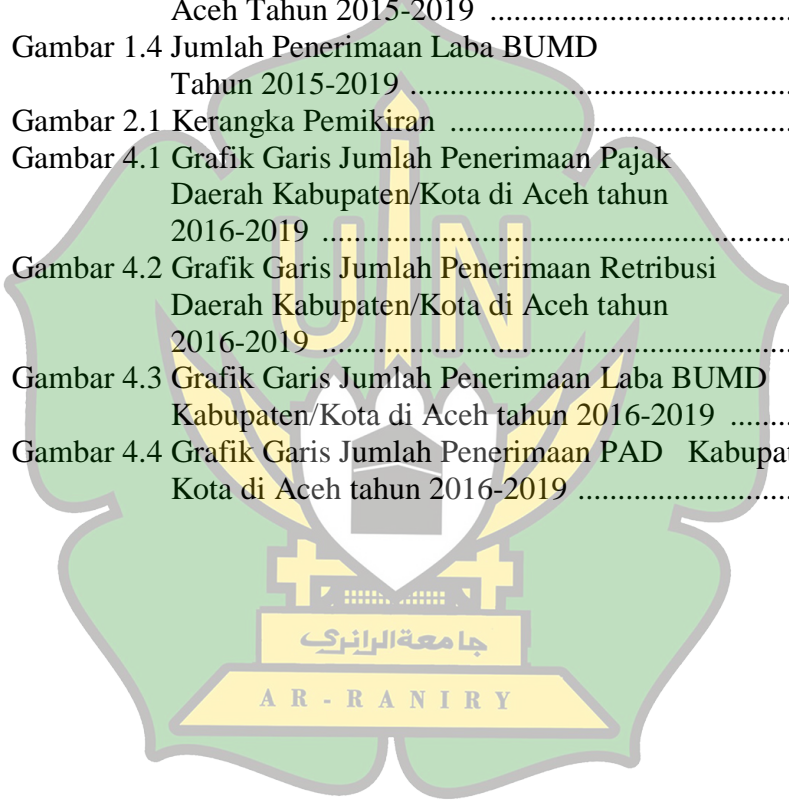 Aceh Tahun 2015-2019 ......................................
Gambar 1.4 Jumlah Penerimaan Laba BUMD
Tahun 2015-2019 ................................................
Gambar 2.1 Kerangka Pemikiran ...........................................
Gambar 4.1 Grafik Garis Jumlah Penerimaan Pajak
Daerah Kabupaten/Kota di Aceh tahun
2016-2019 ...........................................................
Gambar 4.2 Grafik Garis Jumlah Penerimaan Retribusi
Daerah Kabupaten/Kota di Aceh tahun
2016-2019 ...........................................................
Gambar 4.3 Grafik Garis Jumlah Penerimaan Laba BUMD
Kabupaten/Kota di Aceh tahun 2016-2019 ........
Gambar 4.4 Grafik Garis Jumlah Penerimaan PAD Kabupat
Kota di Aceh tahun 2016-2019 ...........................
UIN
جامعةالرانري
AR-RANIRY